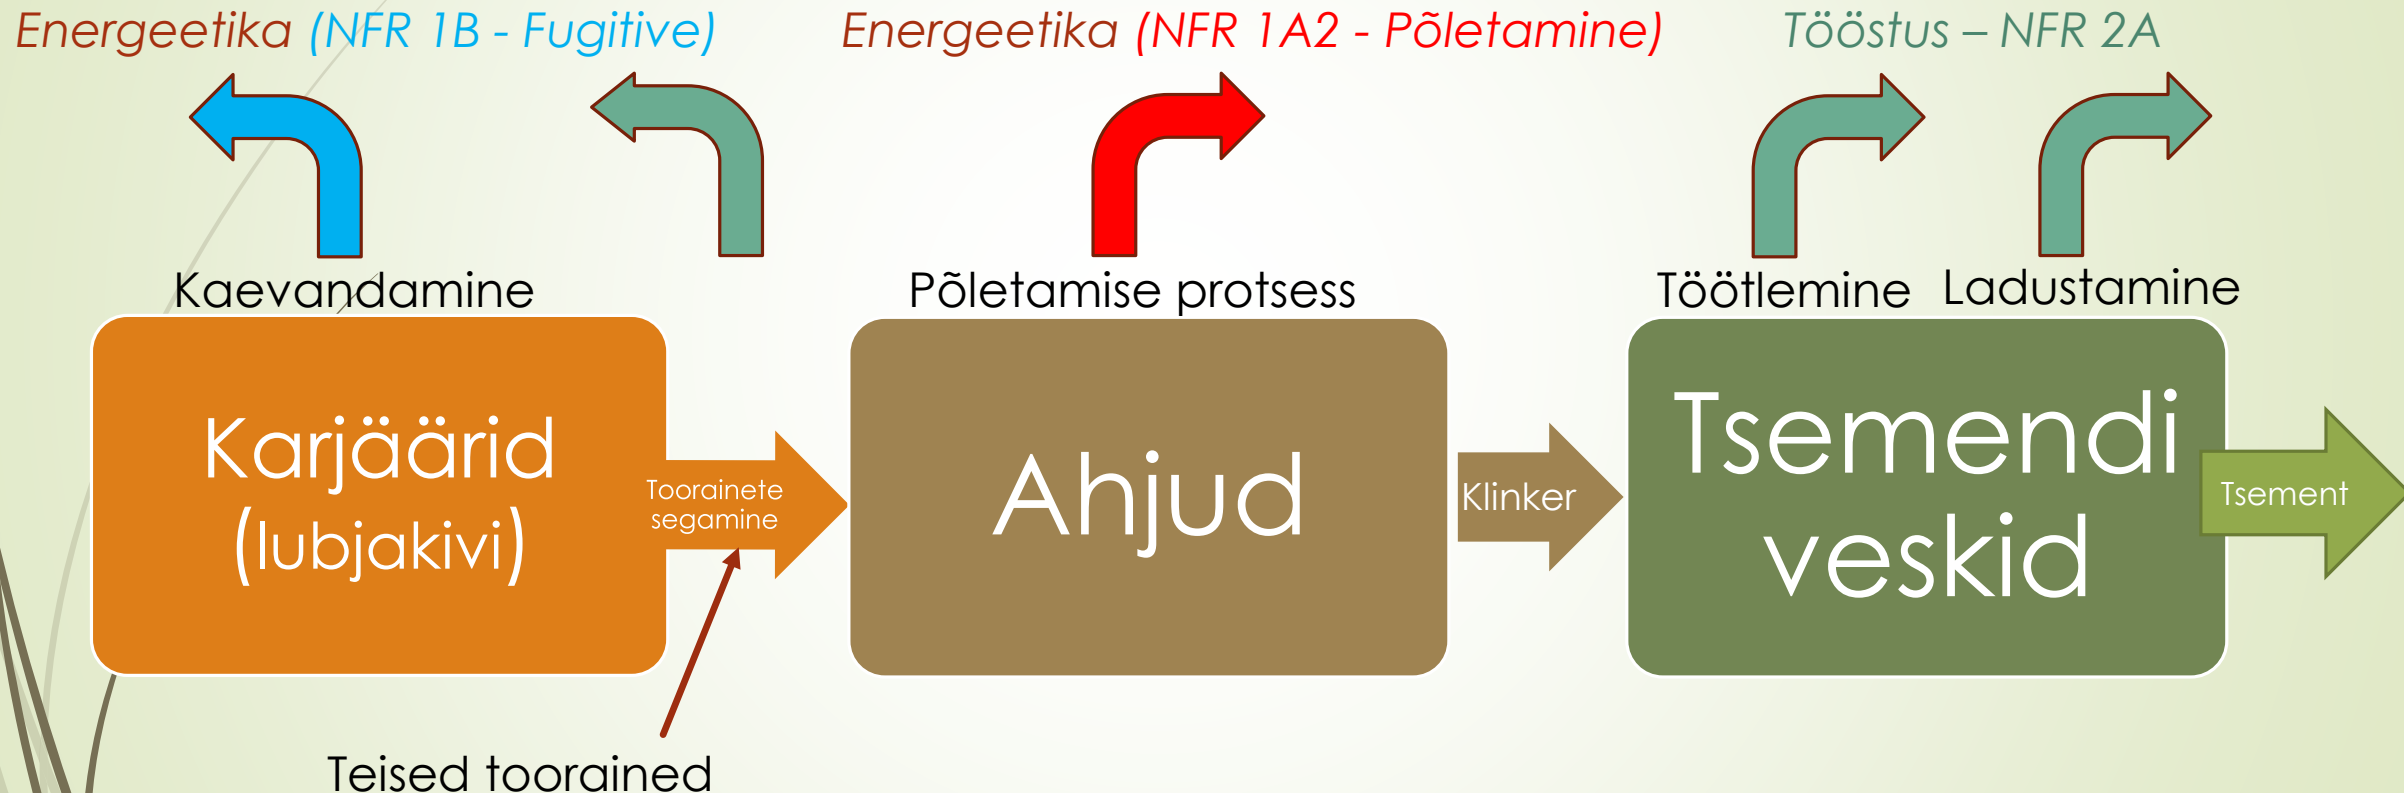 Energeetika (NFR 1B - Fugitive)
Energeetika (NFR 1A2 - Põletamine)
Tööstus – NFR 2A
Kaevandamine
Põletamise protsess
Töötlemine
Ladustamine
Karjäärid
(lubjakivi)
Toorainete
segamine
Ahjud
Klinker
Tsemendi
veskid
Tsement
Teised toorained